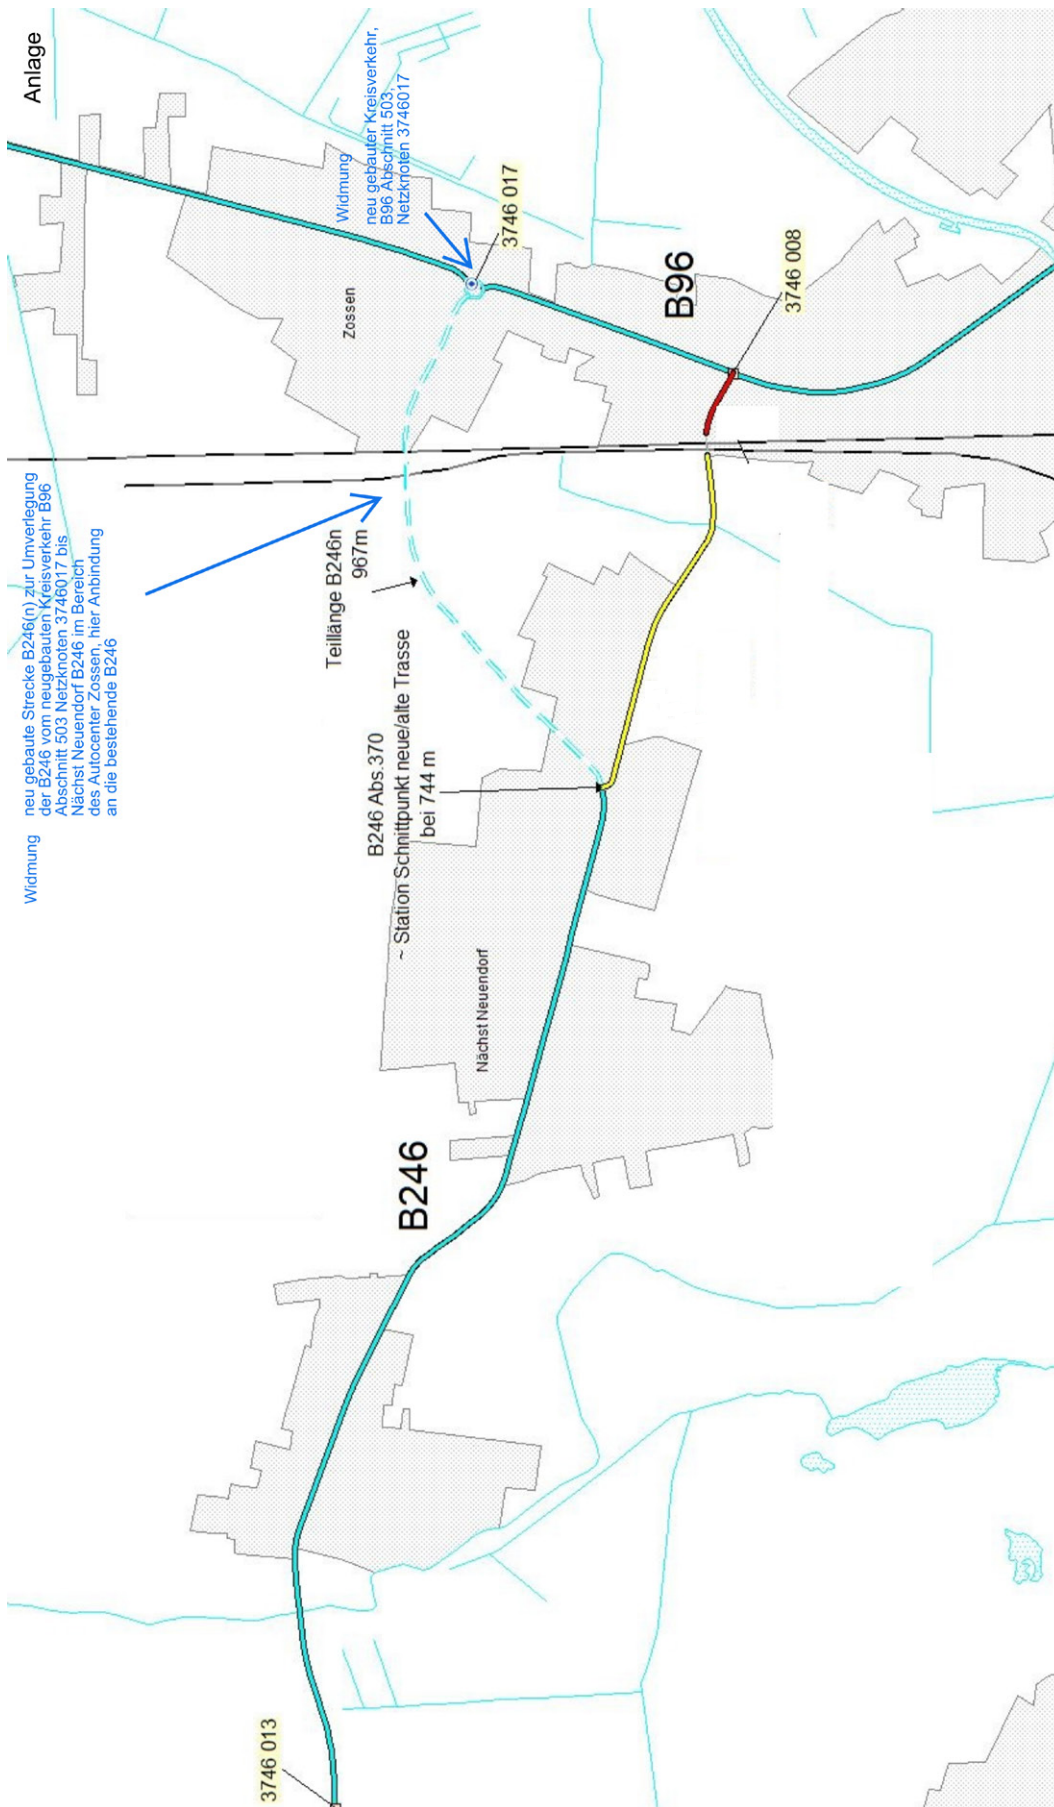 Anlage
Widmung
neu gebaute Strecke B246(n) zur Umverlegung
der B246 vom neugebauten Kreisverkehr B96
Abschnitt 503 Netzknoten 3746017 bis
Nächst Neuendorf B246 im Bereich
des Autocenter Zossen, hier Anbindung
an die bestehende B246
Widmung
neu gebauter Kreisverkehr,
B96 Abschnitt 503,
Netzknoten 3746017
3746 017
Zossen
Teillänge B246n
967m
B246 Abs.370
~ Station Schnittpunkt neue/alte Trasse
bei 744 m
B96
3746 008
Nächst Neuendorf
B246
3746 013